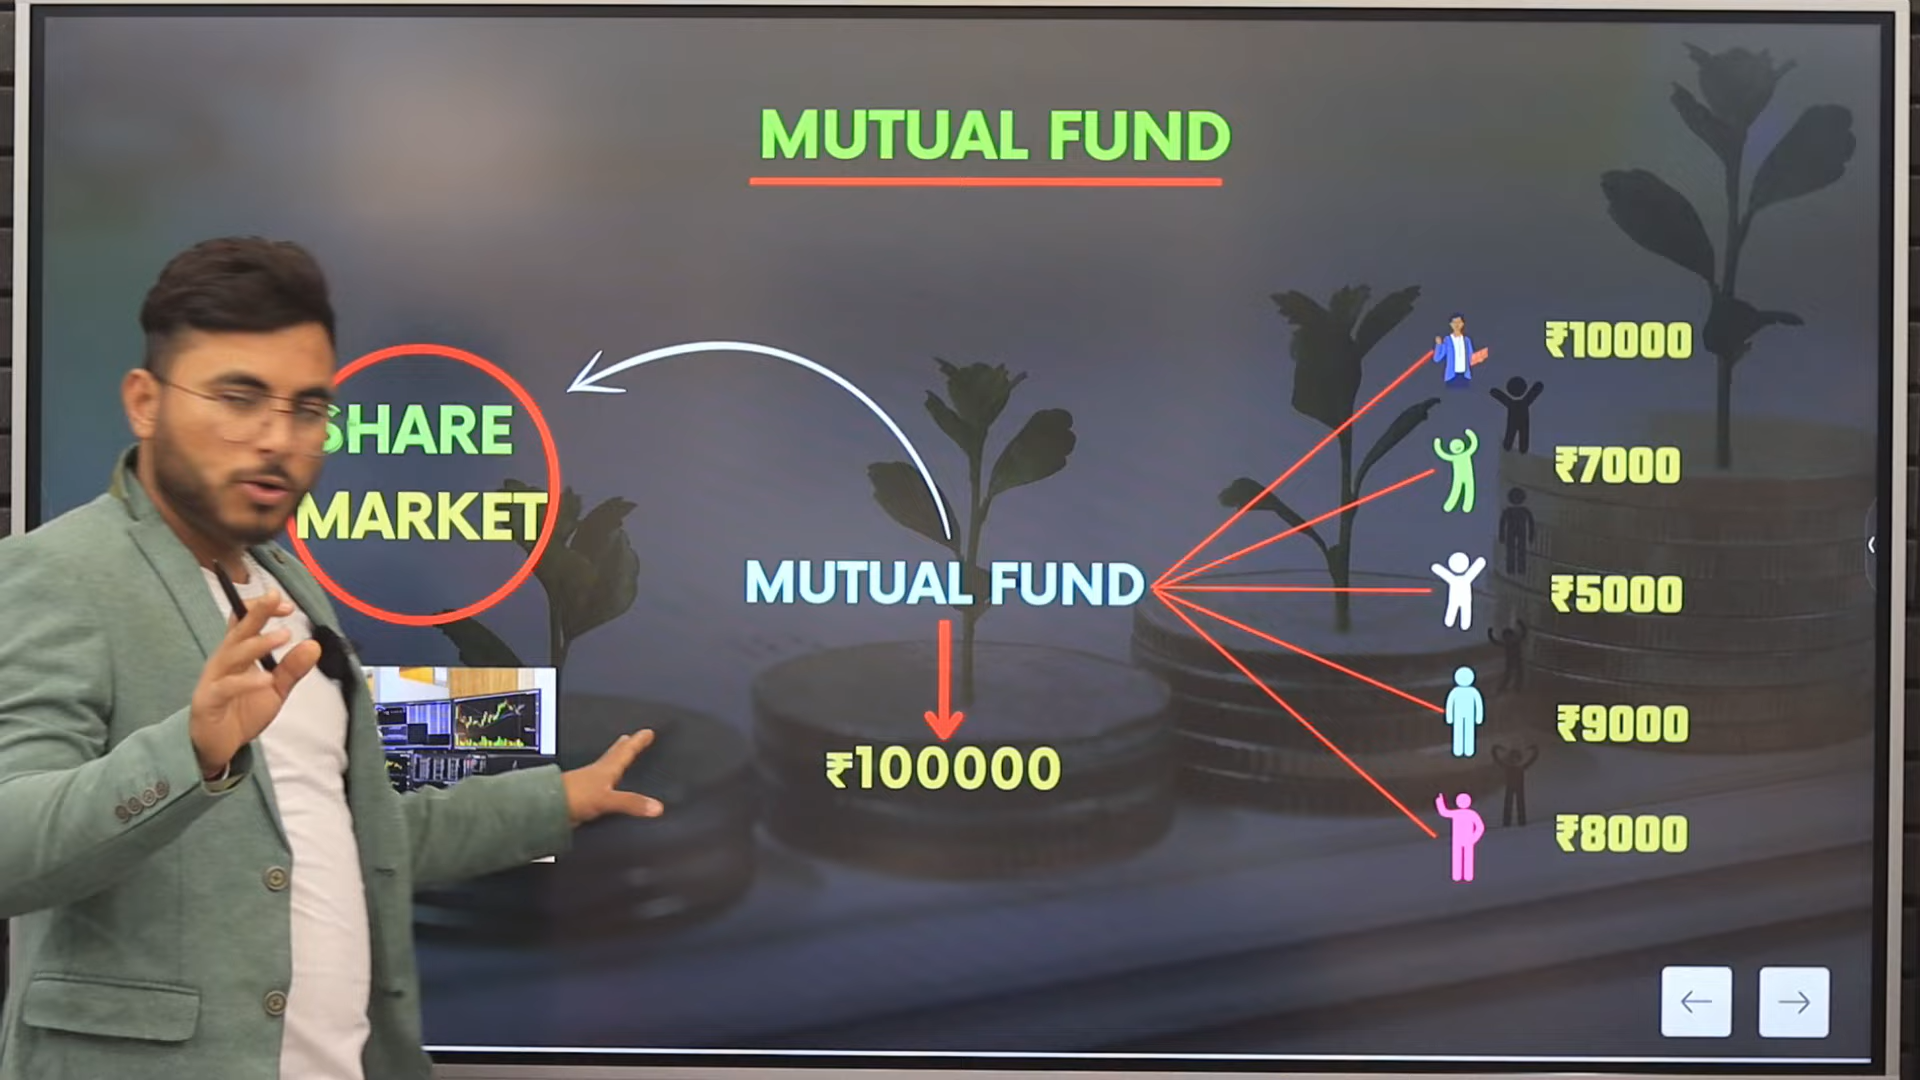 MUTUAL FUND
SHARE
MARKET
MUTUAL FUND
₹100000
₹10000
₹7000
₹5000
₹9000
₹8000